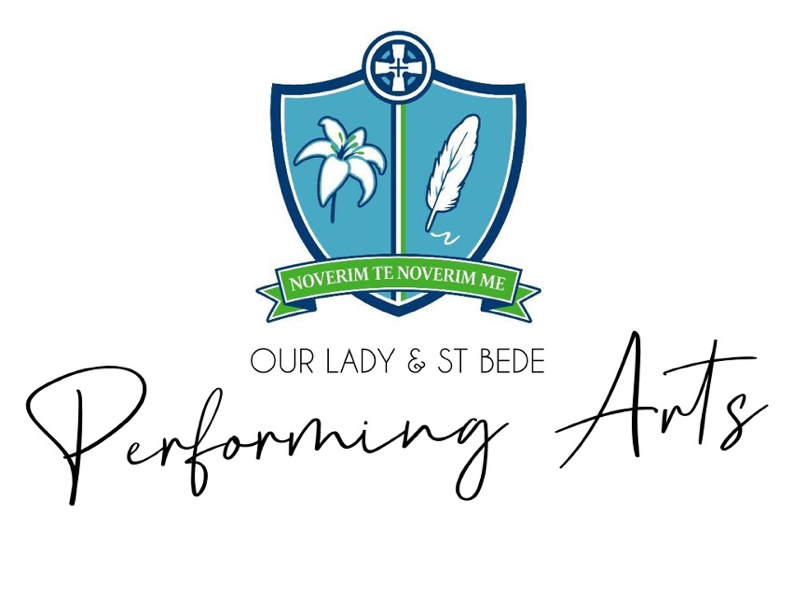 NOVERIM TE NOVERIM ME
OUR LADY & ST BEDE
Performing Arts